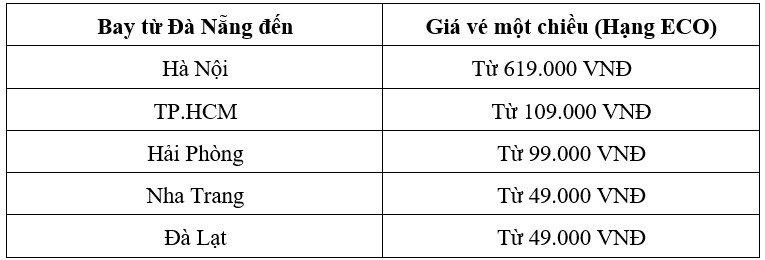 Bay từ Đà Nẵng đến Giá vé một chiều (Hạng ECO)
Hà Nội Từ 619.000 VNĐ
TP.HCM Từ 109.000 VNĐ
Hải Phòng Từ 99.000 VNĐ
Nha Trang Từ 49.000 VNĐ
Đà Lạt Từ 49.000 VNĐ